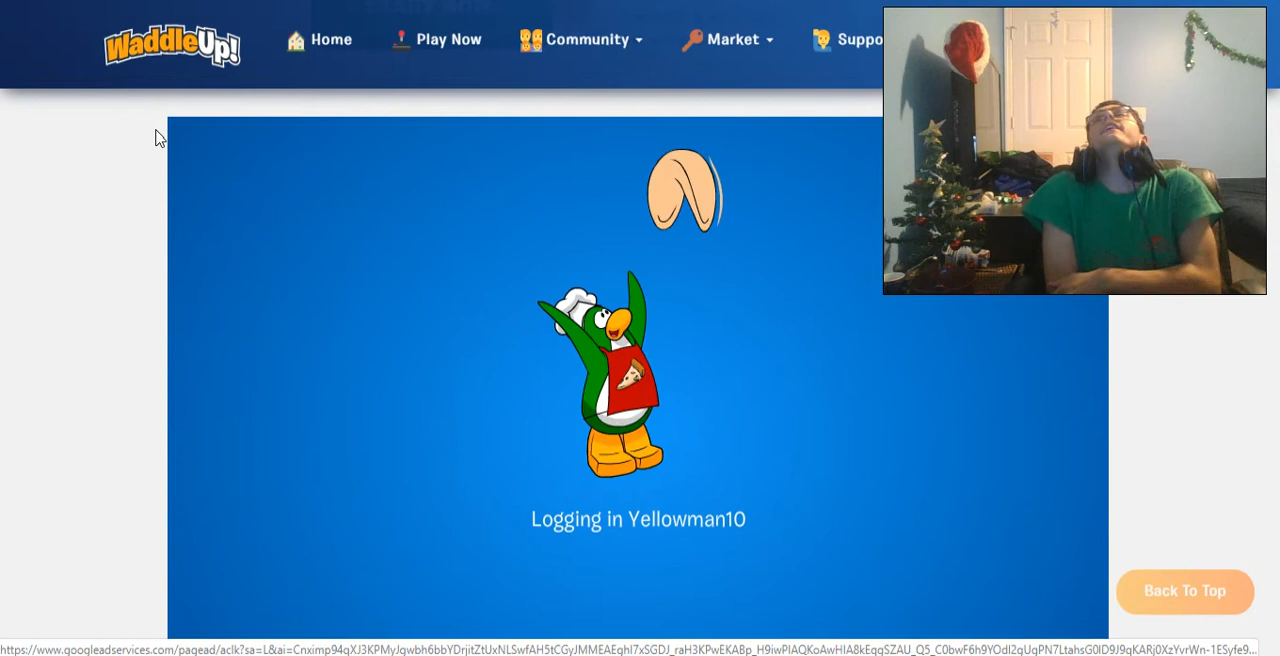 WaddleUp!
Home
Play Now
Community
Market
Suppo
Logging in Yellowman10
Back To Top